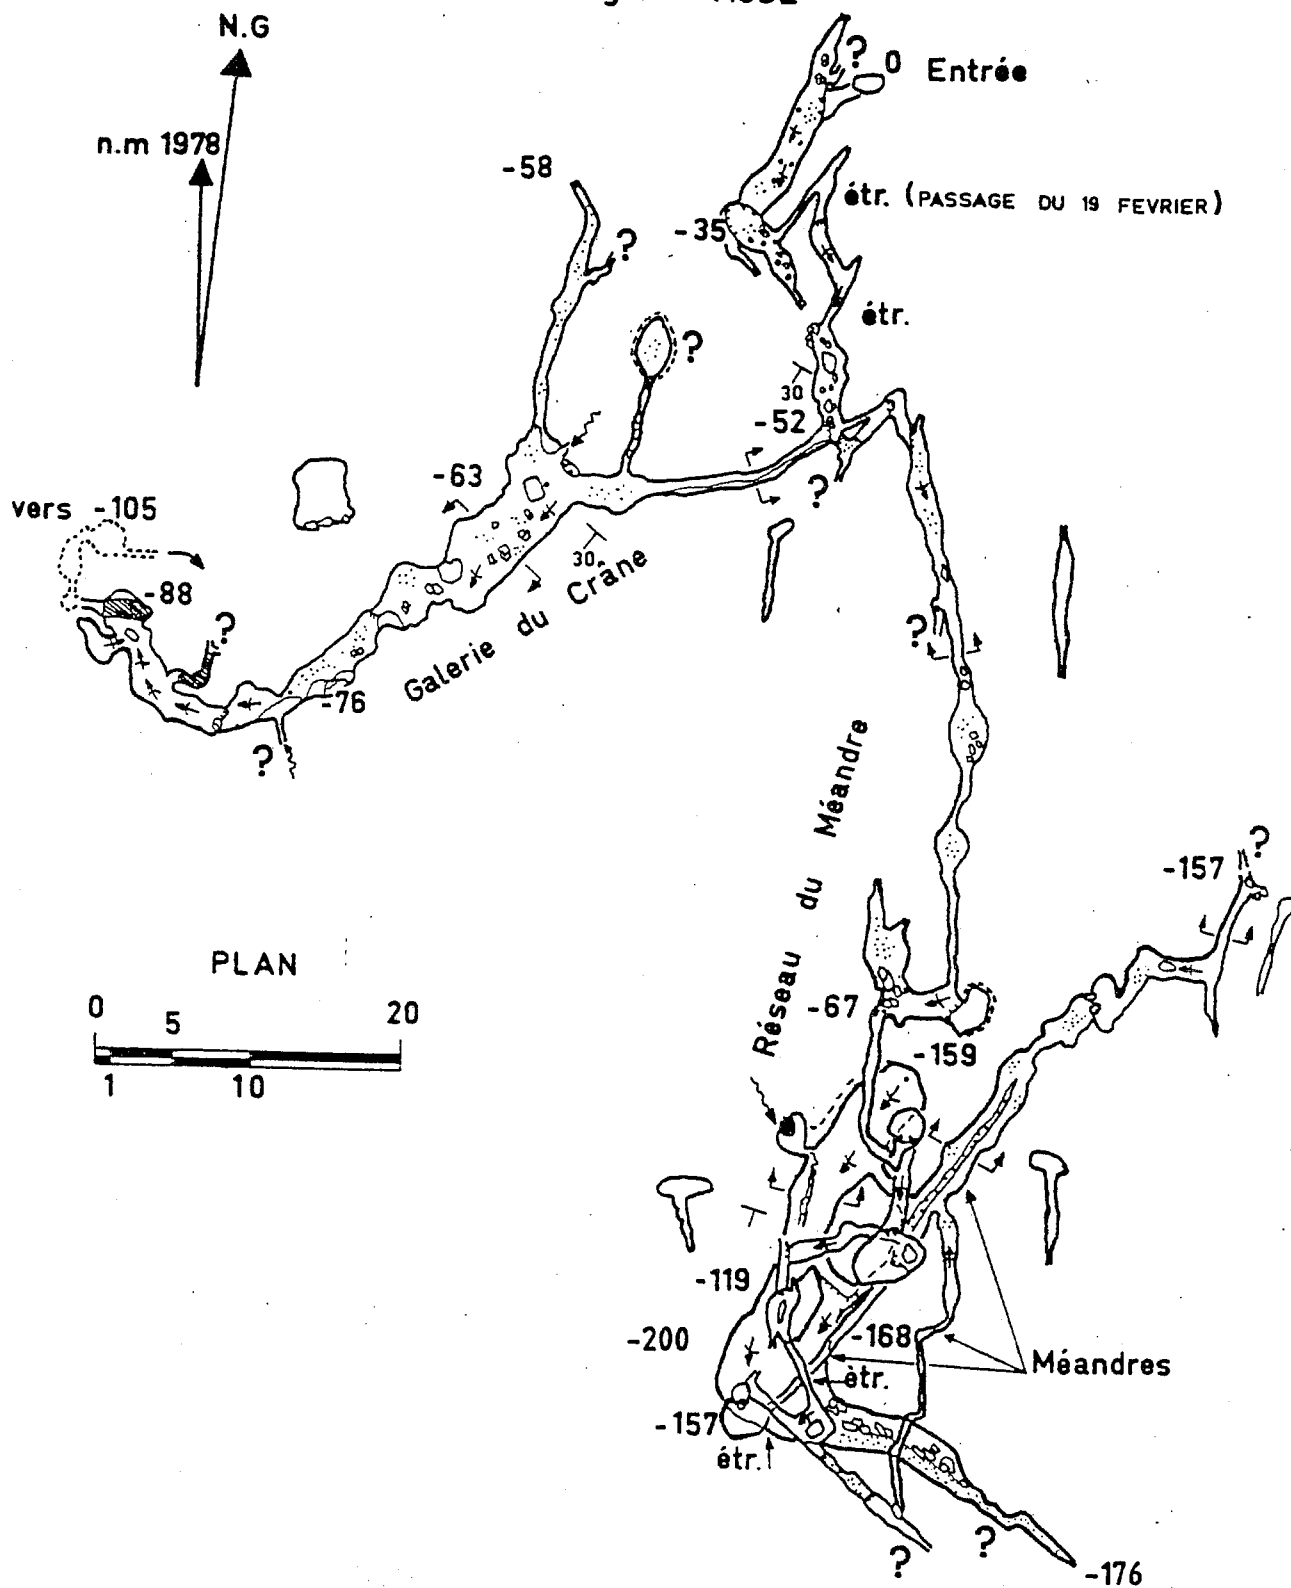 N.G
? 0 Entrée
n.m 1978
-58
étr. (PASSAGE DU 19 FEVRIER)
-35
?
étr.
?
30
-52
-63
?
vers -105
30
-88
Galerie du Crâne
?
?
-76
?
Réseau du Méandre
?
-157
PLAN
0 5 20
1 10
-67
-159
-119
-200
-168
Méandres
étr.
-157
étr.
?
?
-176